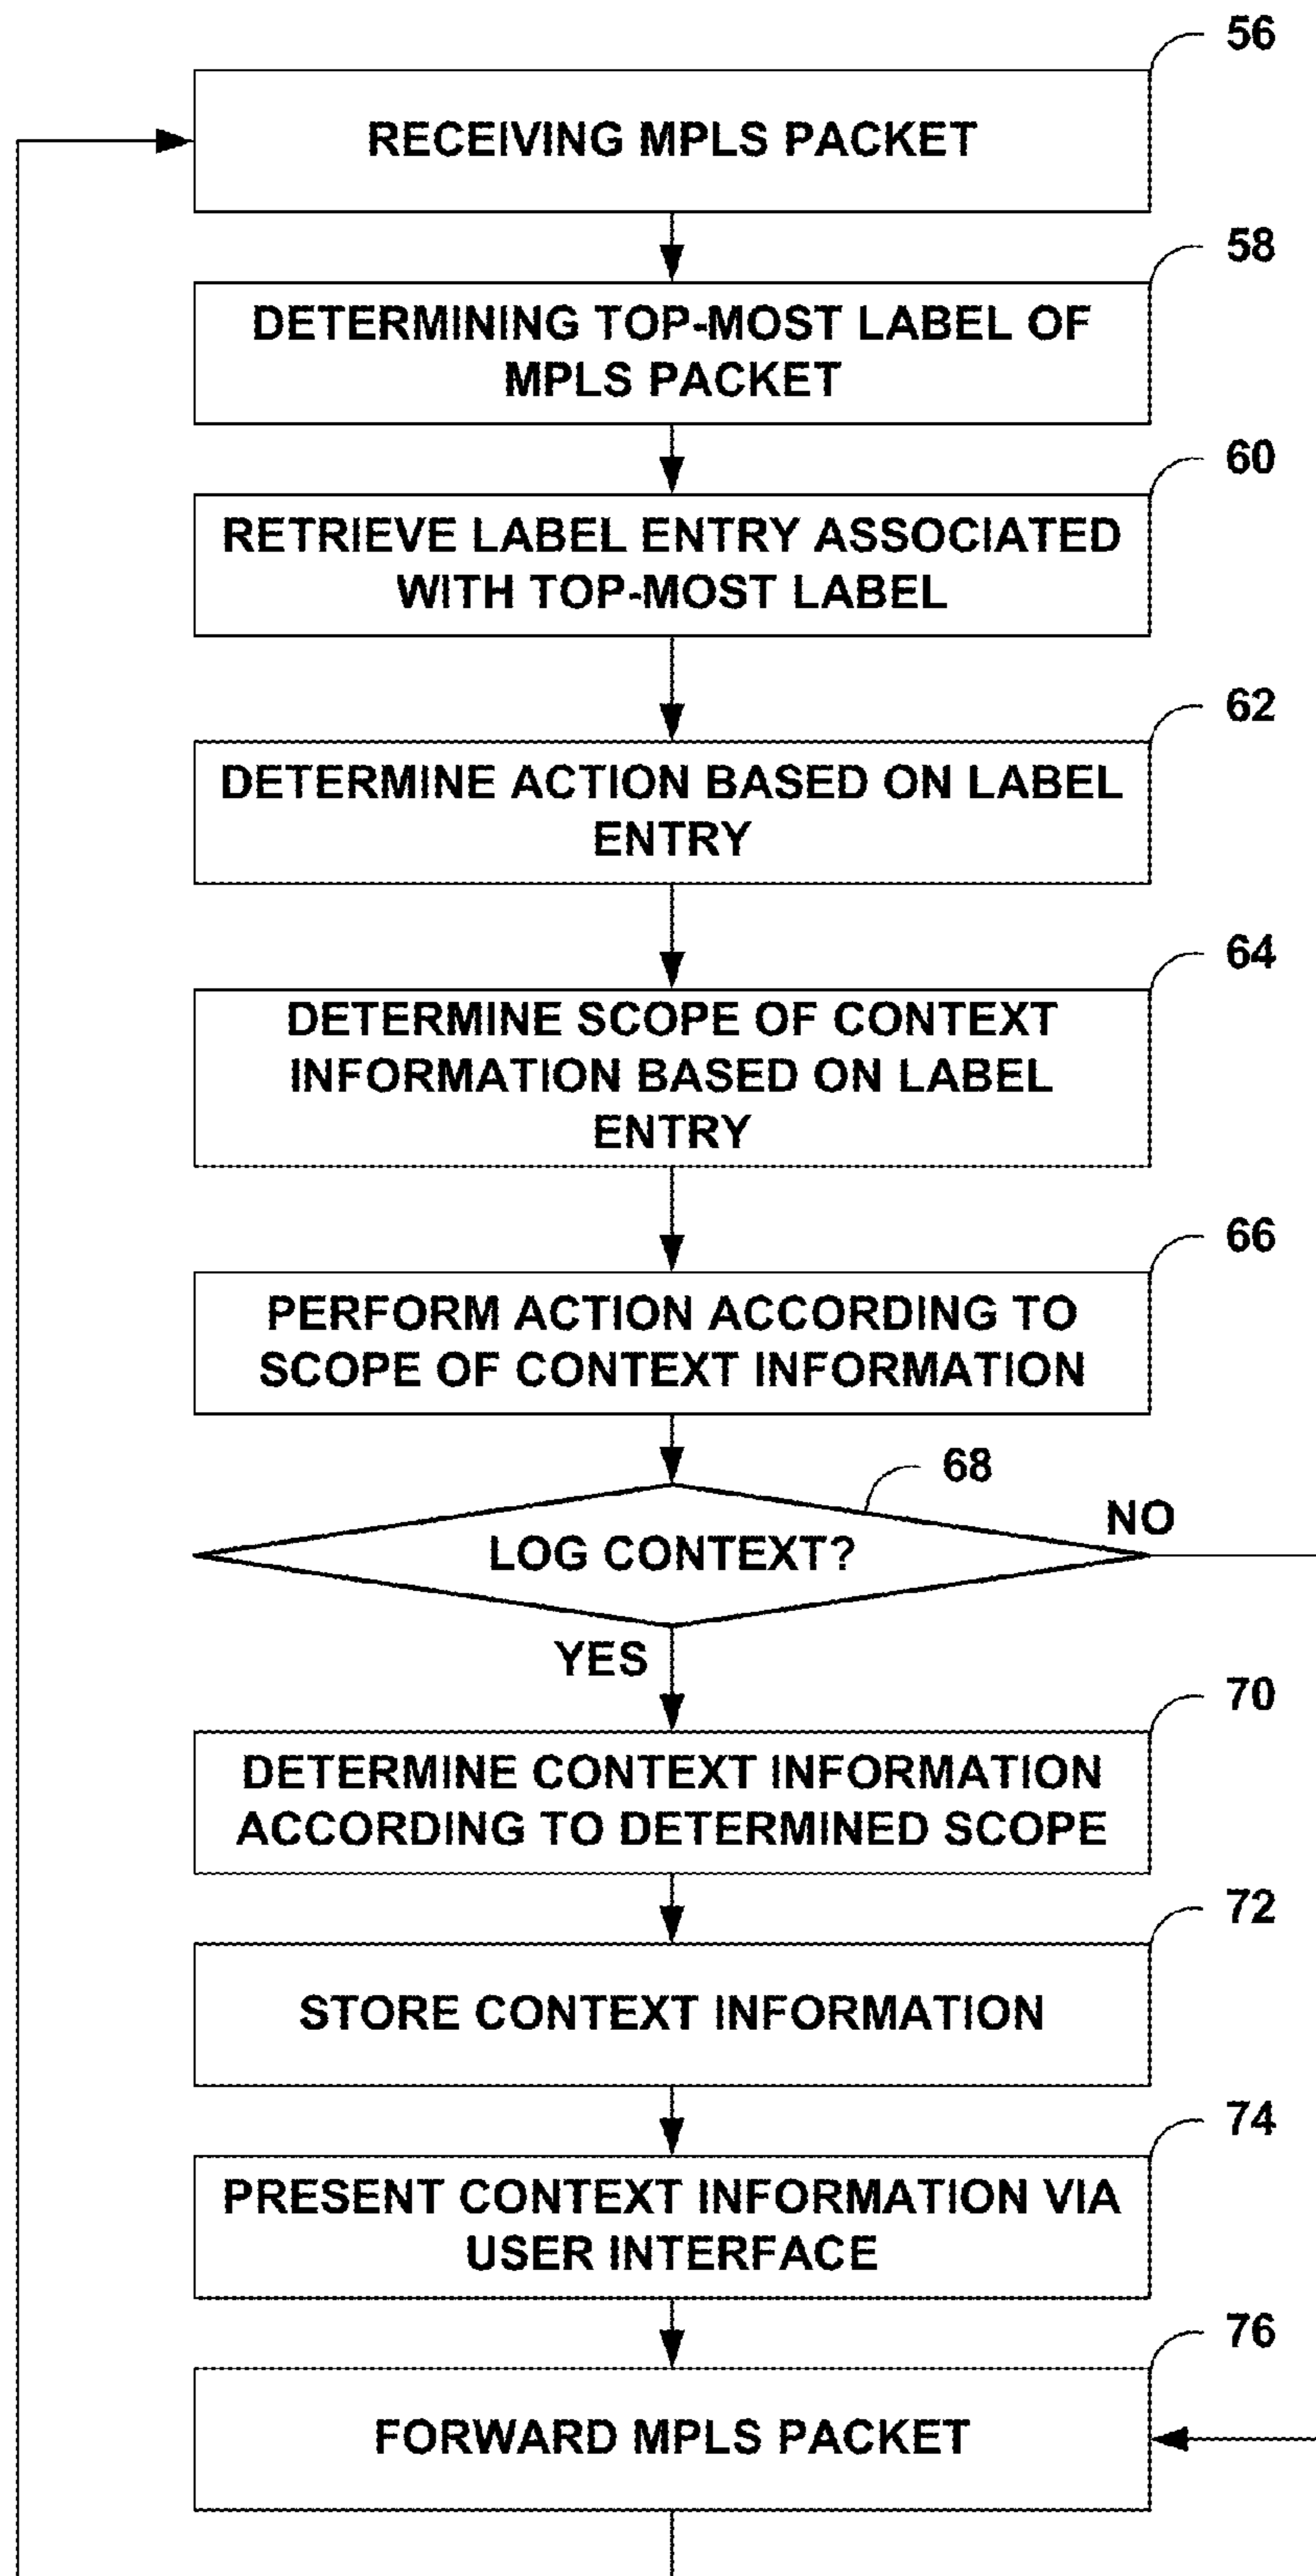 56
RECEIVING MPLS PACKET
58
DETERMINING TOP-MOST LABEL OF
MPLS PACKET
60
RETRIEVE LABEL ENTRY ASSOCIATED
WITH TOP-MOST LABEL
62
DETERMINE ACTION BASED ON LABEL
ENTRY
64
DETERMINE SCOPE OF CONTEXT
INFORMATION BASED ON LABEL
ENTRY
66
PERFORM ACTION ACCORDING TO
SCOPE OF CONTEXT INFORMATION
68
NO
LOG CONTEXT?
YES
70
DETERMINE CONTEXT INFORMATION
ACCORDING TO DETERMINED SCOPE
72
STORE CONTEXT INFORMATION
74
PRESENT CONTEXT INFORMATION VIA
USER INTERFACE
76
FORWARD MPLS PACKET